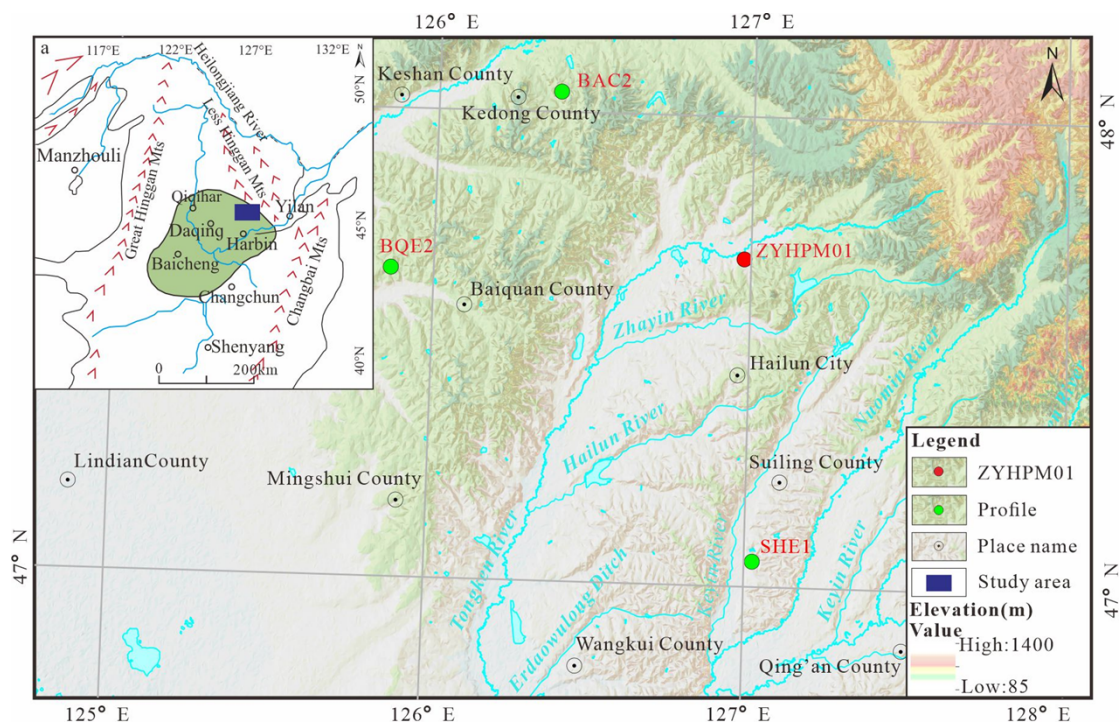 126° E
127° E
a
117°E
122°E
127°E
132°E
N
50°N
45°N
40°N
Heilongjiang River
Less Hinggan Mts
Great Hinggan Mts
Changbai Mts
Manzhouli
Qiqihar
Yilan
Daqing
Harbin
Baicheng
Changchun
Shenyang
0
200km
Keshan County
BAC2
Kedong County
N
48° N
BQE2
ZYHPM01
Baiquan County
Zhayin River
Hailun City
Nuomin River
Hailun River
LindianCounty
Mingshui County
Suiling County
SHE1
Tongken River
Keyin River
Erdaowulong Ditch
Wangkui County
Qing'an County
47° N
47° N
Legend
ZYHPM01
Profile
Place name
Study area
Elevation(m)
Value
High:1400
Low:85
125° E
126° E
127° E
128° E